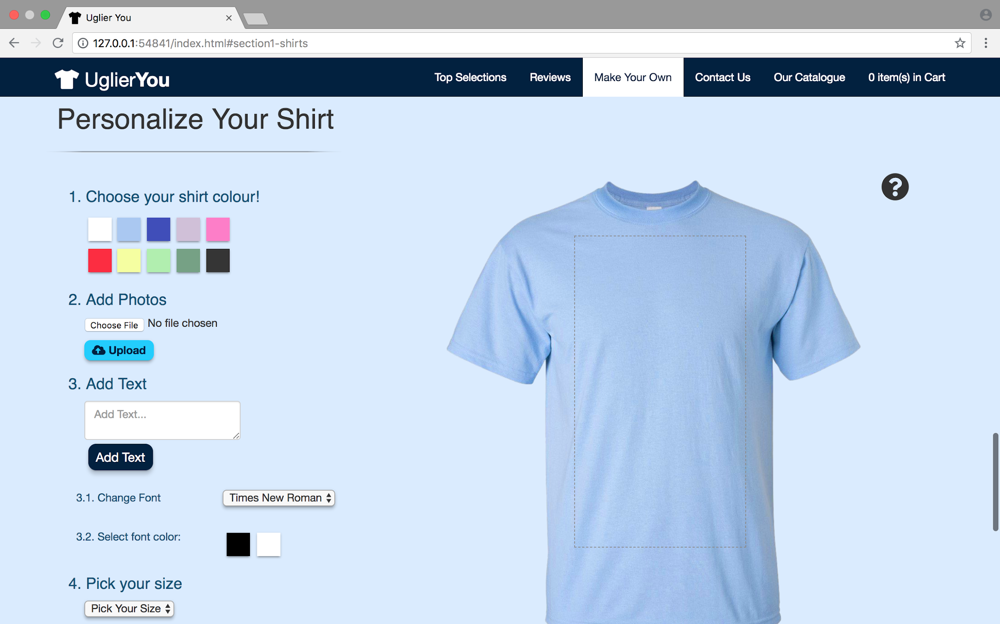 Uglier You
127.0.0.1:54841/index.html#section1-shirts
UglierYou
Top Selections
Reviews
Make Your Own
Contact Us
Our Catalogue
0 item(s) in Cart
Personalize Your Shirt
1. Choose your shirt colour!
2. Add Photos
Choose File No file chosen
Upload
3. Add Text
Add Text...
Add Text
3.1. Change Font
Times New Roman
3.2. Select font color:
4. Pick your size
Pick Your Size
?